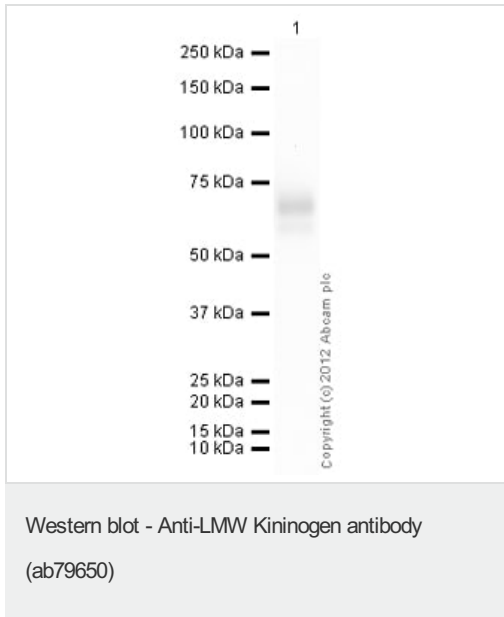 1
250 kDa
150 kDa
100 kDa
75 kDa
50 kDa
37 kDa
25 kDa
20 kDa
15 kDa
10 kDa
Copyright (c) 2012 Abcam plc
Western blot - Anti-LMW Kininogen antibody
(ab79650)